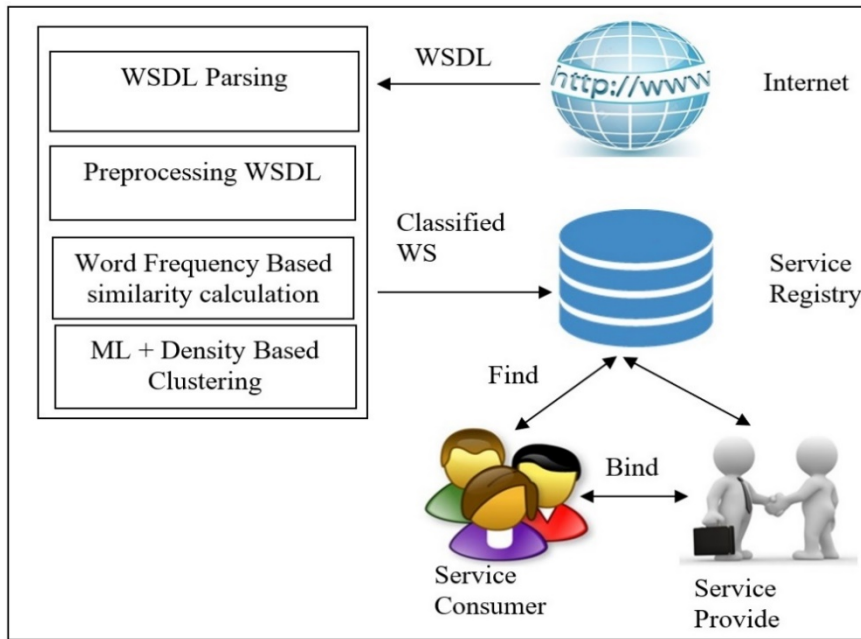 WSDL Parsing
Preprocessing WSDL
Word Frequency Based
similarity calculation
ML + Density Based
Clustering
WSDL
http://www
Internet
Classified
WS
Service
Registry
Find
Bind
Service
Consumer
Service
Provide